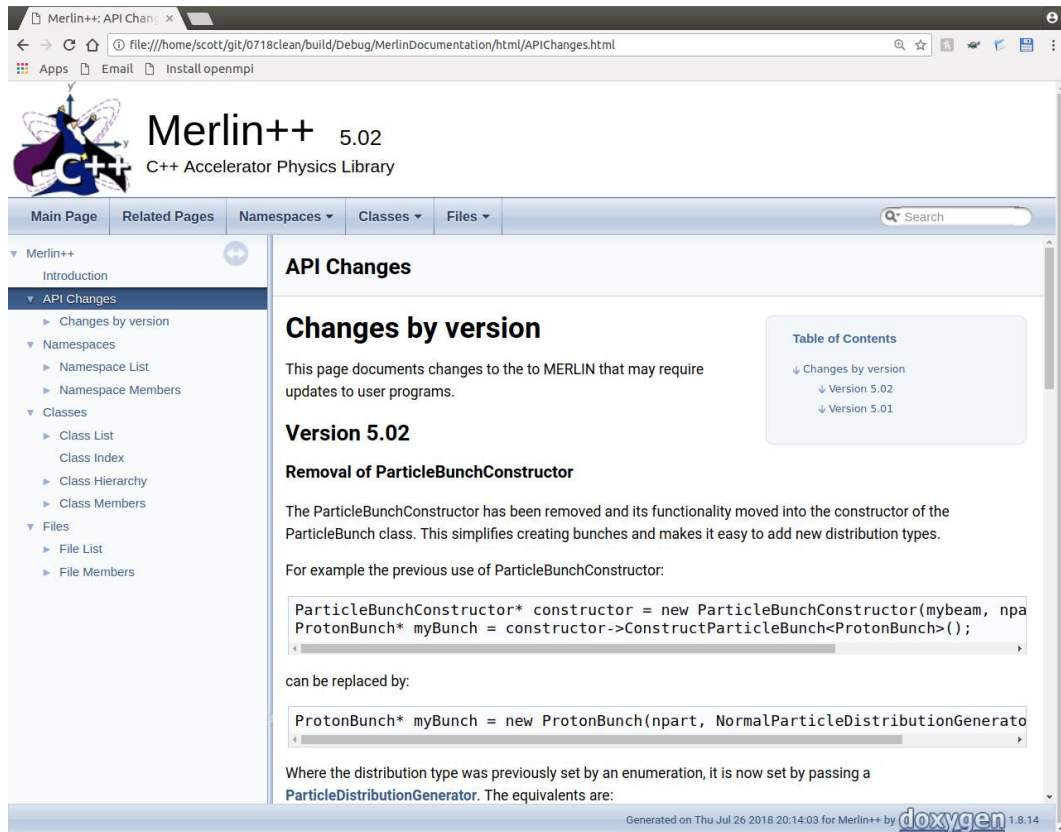 Merlin++: API Chan
file:///home/scott/git/0718clean/build/Debug/MerlinDocumentation/html/APIChanges.html
Apps Email Install openmpi
y
x
C++
Merlin++ 5.02
C++ Accelerator Physics Library
Main Page Related Pages Namespaces Classes Files Search
Merlin++
Introduction
API Changes
Changes by version
Namespaces
Namespace List
Namespace Members
Classes
Class List
Class Index
Class Hierarchy
Class Members
Files
File List
File Members
API Changes
Changes by version
Table of Contents
Changes by version
Version 5.02
Version 5.01
This page documents changes to the to MERLIN that may require
updates to user programs.
Version 5.02
Removal of ParticleBunchConstructor
The ParticleBunchConstructor has been removed and its functionality moved into the constructor of the
ParticleBunch class. This simplifies creating bunches and makes it easy to add new distribution types.
For example the previous use of ParticleBunchConstructor:
ParticleBunchConstructor* constructor = new ParticleBunchConstructor(mybeam, npa
ProtonBunch* myBunch = constructor->ConstructParticleBunch<ProtonBunch>();
can be replaced by:
ProtonBunch* myBunch = new ProtonBunch(npart, NormalParticleDistributionGenerato
Where the distribution type was previously set by an enumeration, it is now set by passing a
ParticleDistributionGenerator. The equivalents are:
Generated on Thu Jul 26 2018 20:14:03 for Merlin++ by doxygen 1.8.14